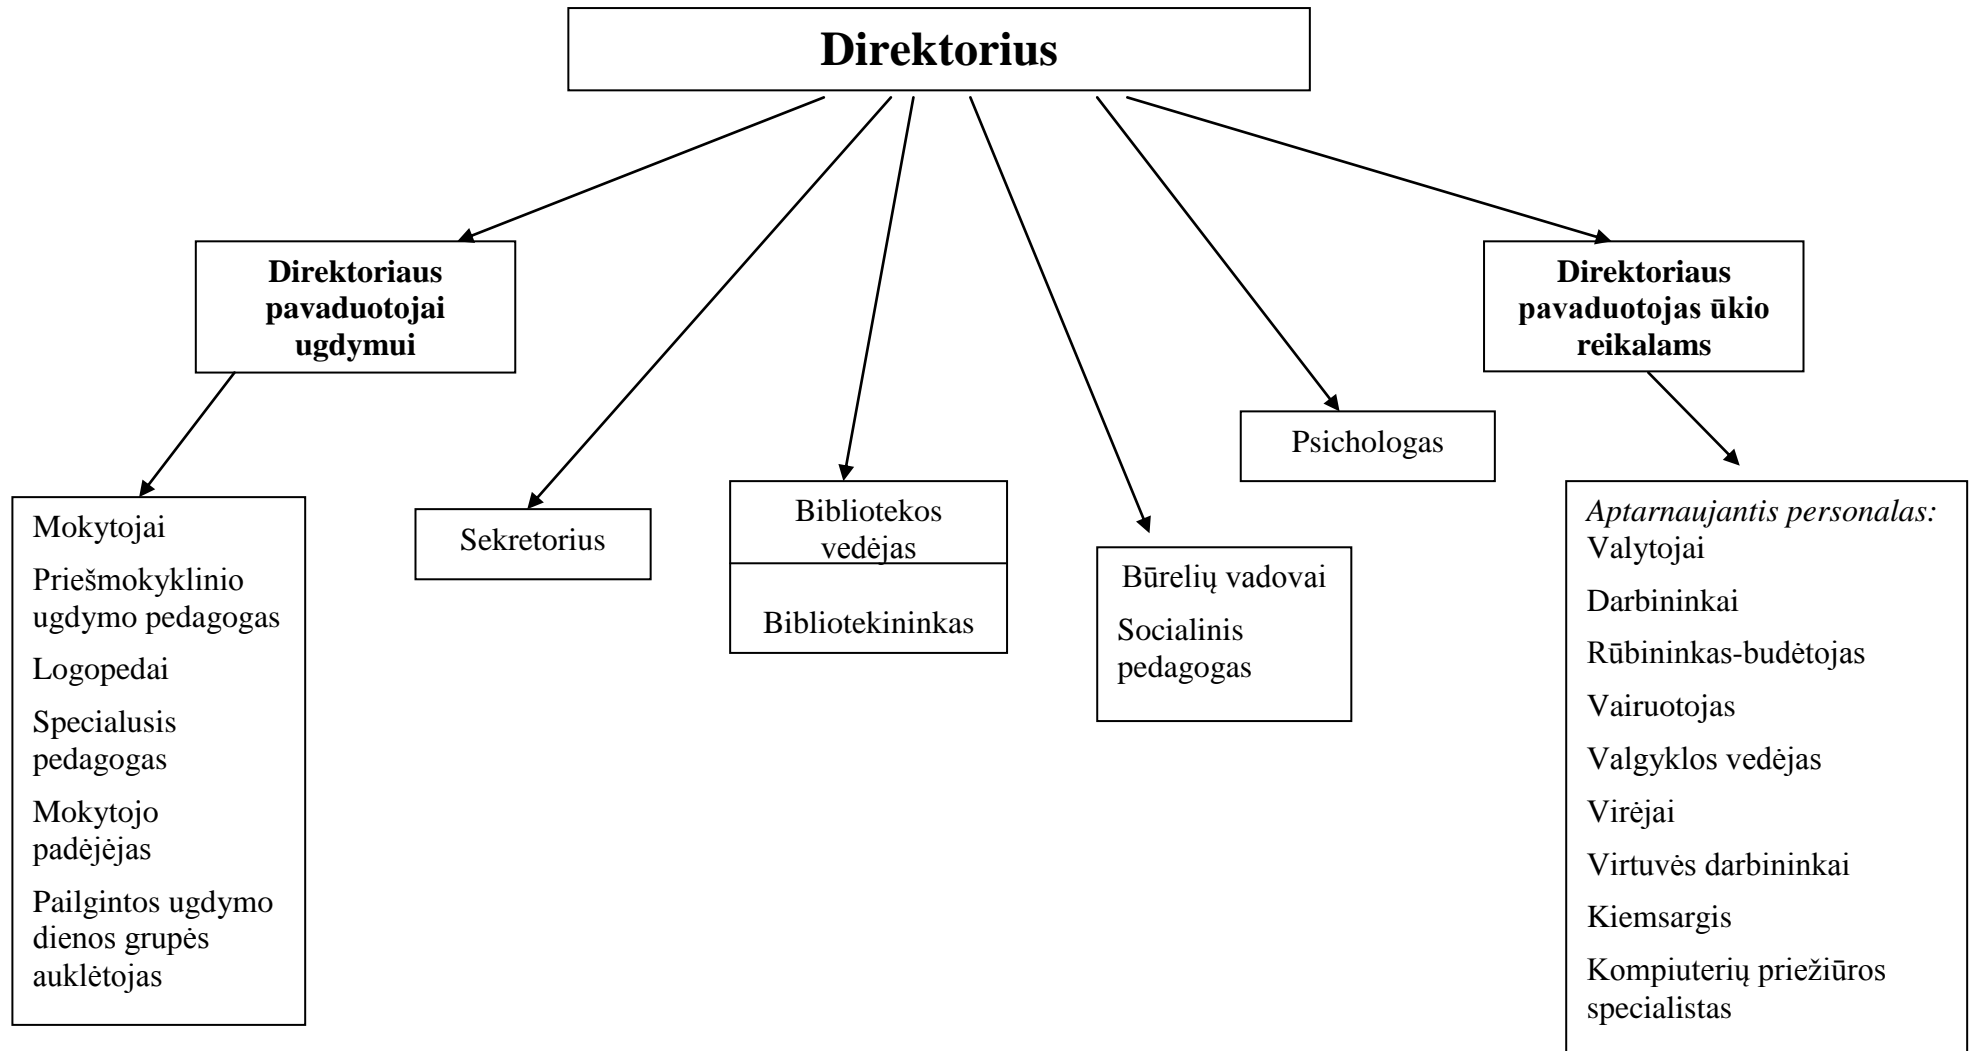 Direktorius
Direktoriaus
pavaduotojai
ugdymui
Direktoriaus
pavaduotojas ūkio
reikalams
Psichologas
Mokytojai
Priešmokyklinio
ugdymo pedagogas
Logopedai
Specialusis
pedagogas
Mokytojo
padėjėjas
Pailgintos ugdymo
dienos grupės
auklėtojas
Sekretorius
Bibliotekos
vedėjas
Bibliotekininkas
Būrelių vadovai
Socialinis
pedagogas
Aptarnaujantis personalas:
Valytojai
Darbininkai
Rūbininkas-budėtojas
Vairuotojas
Valgyklos vedėjas
Virėjai
Virtuvės darbininkai
Kiemsargis
Kompiuterių priežiūros
specialistas